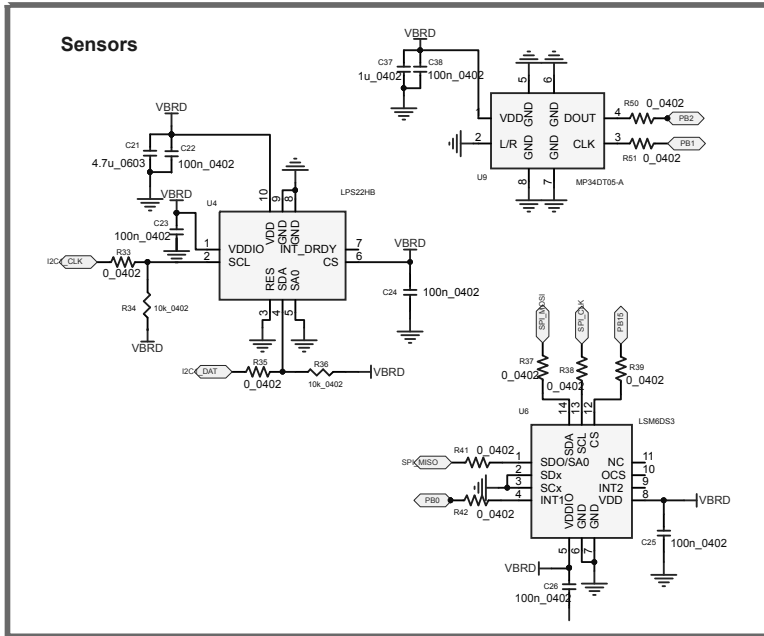 Sensors
VBRD
C37
1u_0402
C38
100n_0402
5
6
GND
GND
1
VDD
DOUT
4
R50
0_0402
PB2
2
L/R
GND
GND
CLK
3
R51
0_0402
PB1
U9
8
7
MP34DT05-A
VBRD
C21
4.7u_0603
C22
100n_0402
VBRD
C23
100n_0402
U4
LPS22HB
10
9
8
VDD
GND
GND
1
VDDIO
INT_DRDY
7
I2C4_CLK
R33
0_0402
2
SCL
CS
6
VBRD
C24
100n_0402
R34
10k_0402
VBRD
RES
SDA
SA0
3
4
5
I2C4_DAT
R35
0_0402
R36
10k_0402
VBRD
SPI_MOSI
SPI_CLK
PB15
R37
0_0402
R38
0_0402
R39
0_0402
U6
LSM6DS3
14
13
12
SDA
SCL
CS
SPI_MISO
R41
0_0402
1
SDO/SA0
NC
11
2
SDx
OCS
10
3
SCx
INT2
9
PB0
R42
0_0402
4
INT1
VDD
8
VBRD
VDDIO
GND
GND
5
6
7
C25
100n_0402
VBRD
C26
100n_0402